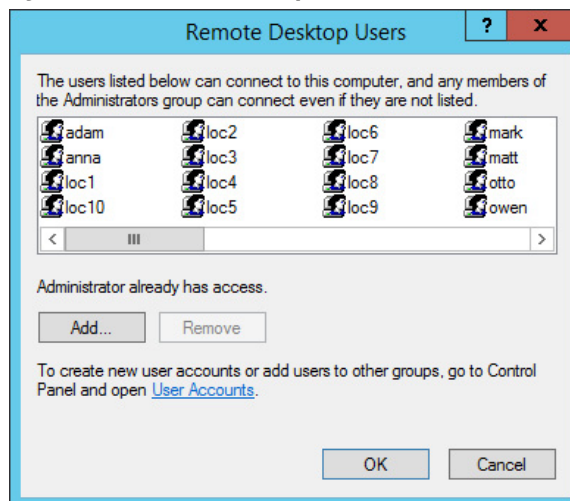 Remote Desktop Users
? x
The users listed below can connect to this computer, and any members of
the Administrators group can connect even if they are not listed.
adam loc2 loc6 mark
anna loc3 loc7 matt
loc1 loc4 loc8 otto
loc10 loc5 loc9 owen
Administrator already has access.
Add... Remove
To create new user accounts or add users to other groups, go to Control
Panel and open User Accounts.
OK Cancel